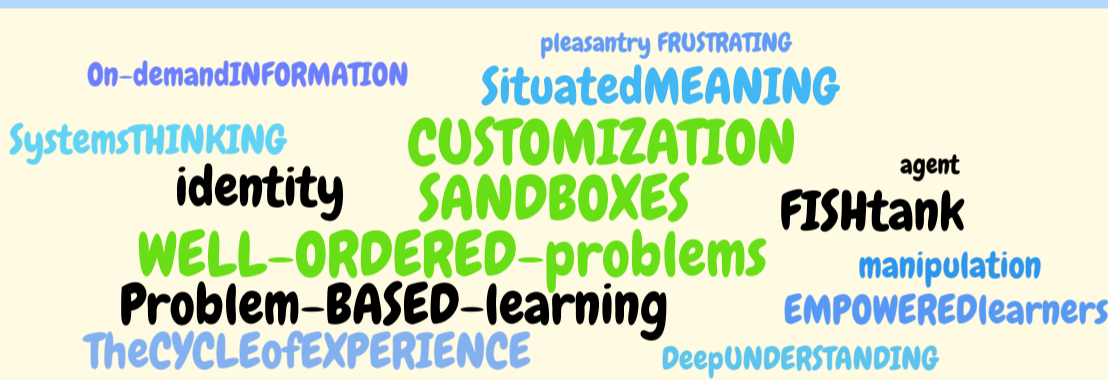 pleasantry FRUSTRATING
On-demandINFORMATION
SituatedMEANING
SystemsTHINKING
CUSTOMIZATION
agent
identity
SANDBOXES
FISHtank
WELL-ORDERED-problems
manipulation
Problem-BASED-learning
EMPOWEREDlearners
TheCYCLEofEXPERIENCE
DeepUNDERSTANDING